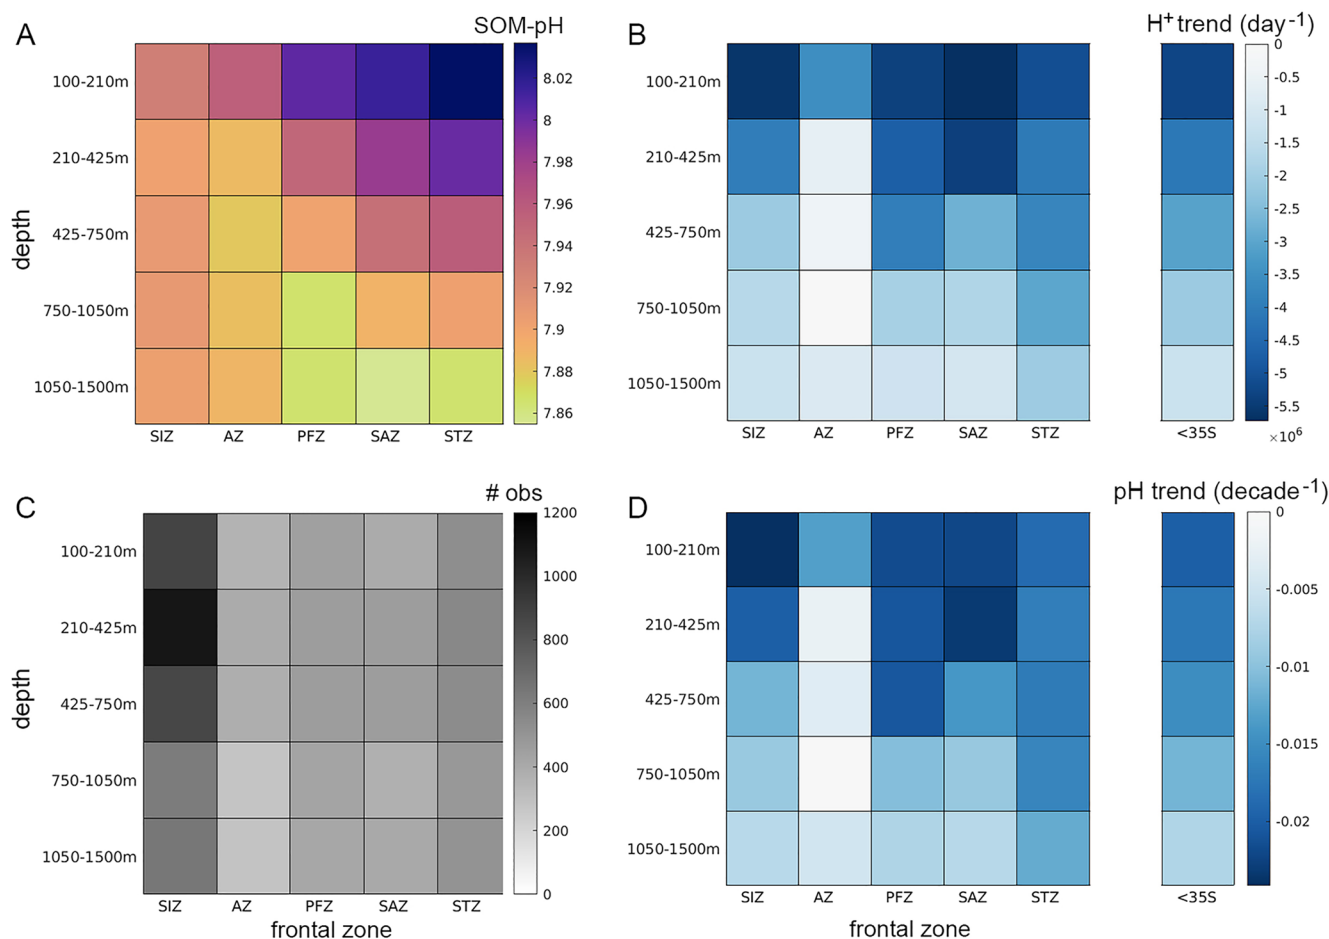 A
SOM-pH
100-210m
210-425m
425-750m
750-1050m
1050-1500m
depth
SIZ AZ PFZ SAZ STZ
8.02
8
7.98
7.96
7.94
7.92
7.9
7.88
7.86
B
H+ trend (day-1)
100-210m
210-425m
425-750m
750-1050m
1050-1500m
SIZ AZ PFZ SAZ STZ
<35S
0
-0.5
-1
-1.5
-2
-2.5
-3
-3.5
-4
-4.5
-5
-5.5
×10^6
C
# obs
100-210m
210-425m
425-750m
750-1050m
1050-1500m
depth
SIZ AZ PFZ SAZ STZ
frontal zone
1200
1000
800
600
400
200
0
D
pH trend (decade-1)
100-210m
210-425m
425-750m
750-1050m
1050-1500m
SIZ AZ PFZ SAZ STZ
frontal zone
<35S
0
-0.005
-0.01
-0.015
-0.02